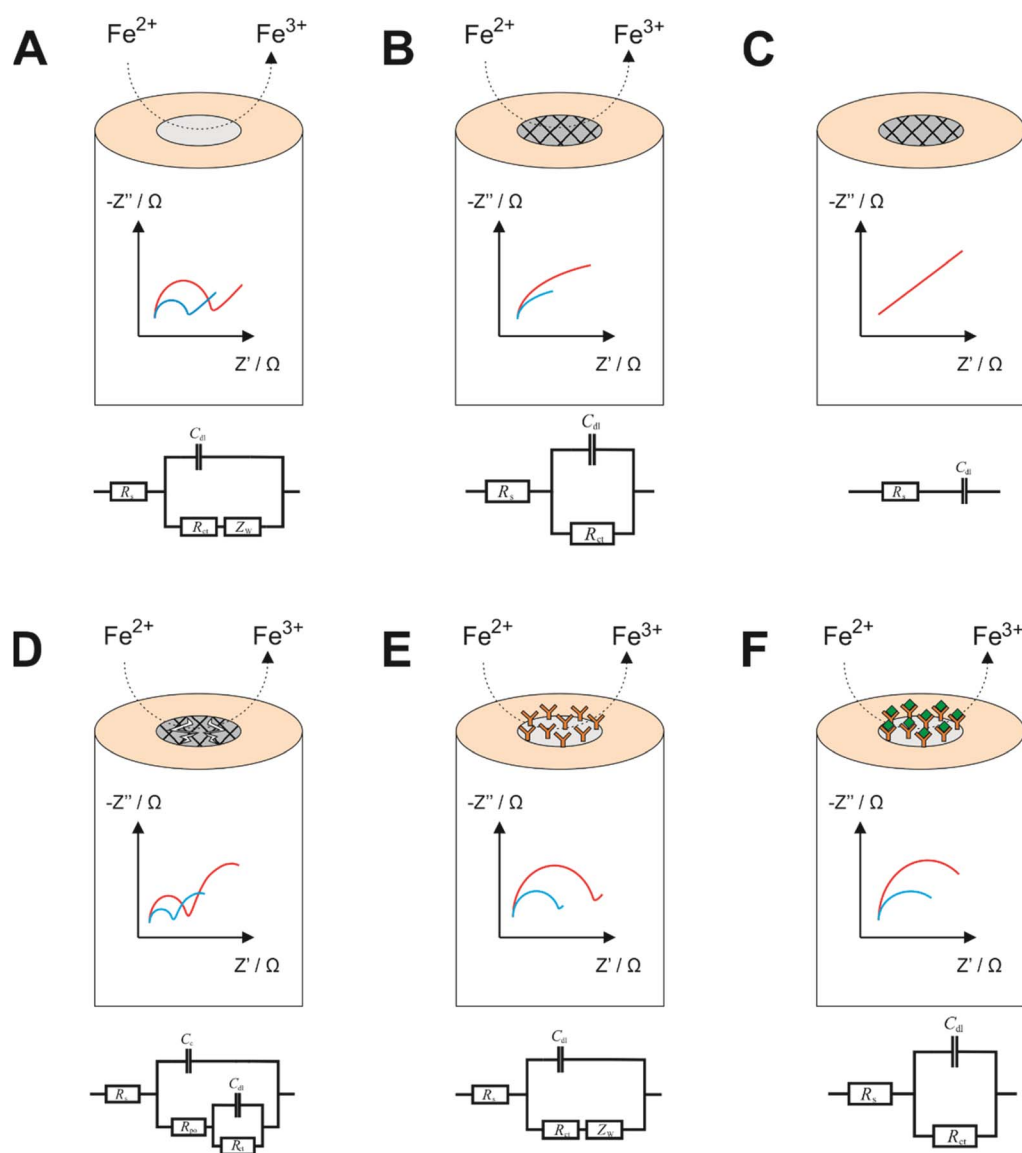 A
Fe2+
Fe3+
-Z'' / Ω
Z' / Ω
Cdl
Rs
Rct
Zw
B
Fe2+
Fe3+
-Z'' / Ω
Z' / Ω
Cdl
Rs
Rct
C
-Z'' / Ω
Z' / Ω
Cdl
Rs
D
Fe2+
Fe3+
-Z'' / Ω
Z' / Ω
Cc
Rs
Cdl
Rpo
E
Fe2+
Fe3+
-Z'' / Ω
Z' / Ω
Cdl
Rs
Rct
Zw
F
Fe2+
Fe3+
-Z'' / Ω
Z' / Ω
Cdl
Rs
Rct